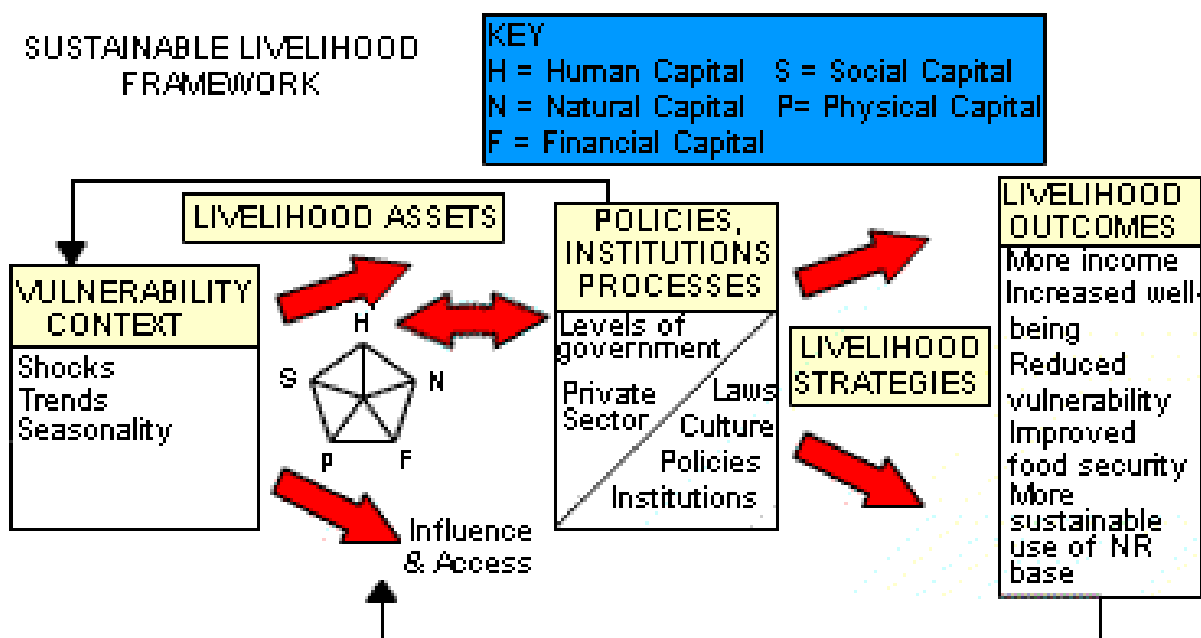 SUSTAINABLE LIVELIHOOD
FRAMEWORK
KEY
H = Human Capital S = Social Capital
N = Natural Capital P= Physical Capital
F = Financial Capital
LIVELIHOOD ASSETS
VULNERABILITY
CONTEXT
Shocks
Trends
Seasonality
H
S
N
P
F
Influence
& Access
POLICIES,
INSTITUTIONS
PROCESSES
Levels of
government
Private
Sector
Laws
Culture
Policies
Institutions
LIVELIHOOD
STRATEGIES
LIVELIHOOD
OUTCOMES
More income
Increased well-
being
Reduced
vulnerability
Improved
food security
More
sustainable
use of NR
base